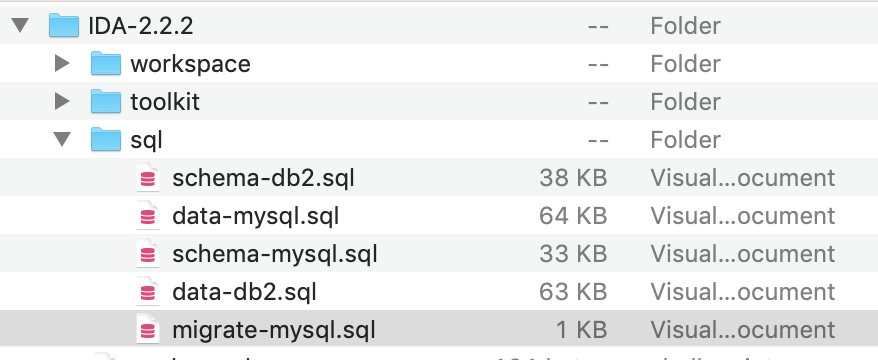 IDA-2.2.2 -- Folder
workspace -- Folder
toolkit -- Folder
sql -- Folder
schema-db2.sql 38 KB Visual...ocument
data-mysql.sql 64 KB Visual...ocument
schema-mysql.sql 33 KB Visual...ocument
data-db2.sql 63 KB Visual...ocument
migrate-mysql.sql 1 KB Visual...ocument